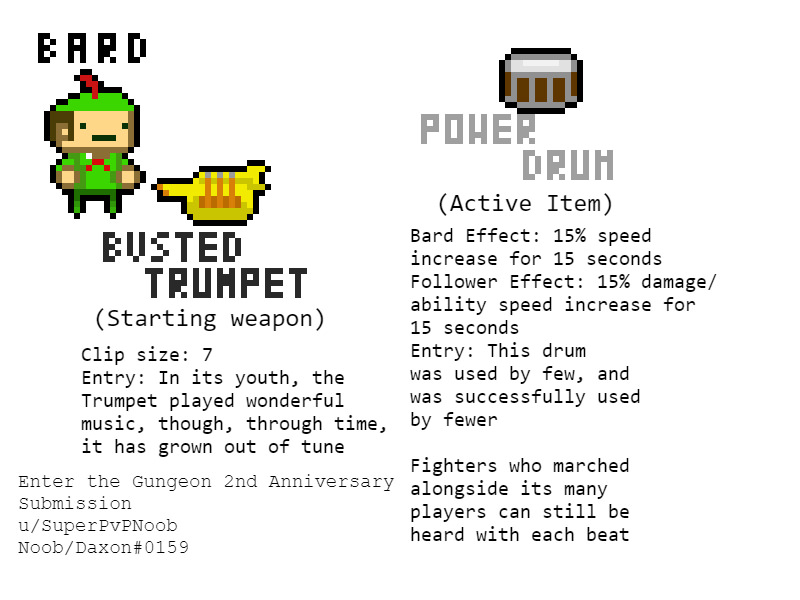 BARD
BUSTED
TRUMPET
(Starting weapon)
Clip size: 7
Entry: In its youth, the
Trumpet played wonderful
music, though, through time,
it has grown out of tune
Enter the Gungeon 2nd Anniversary
Submission
u/SuperPvPNoob
Noob/Daxon#0159
POWER
DRUM
(Active Item)
Bard Effect: 15% speed
increase for 15 seconds
Follower Effect: 15% damage/
ability speed increase for
15 seconds
Entry: This drum
was used by few, and
was successfully used
by fewer
Fighters who marched
alongside its many
players can still be
heard with each beat